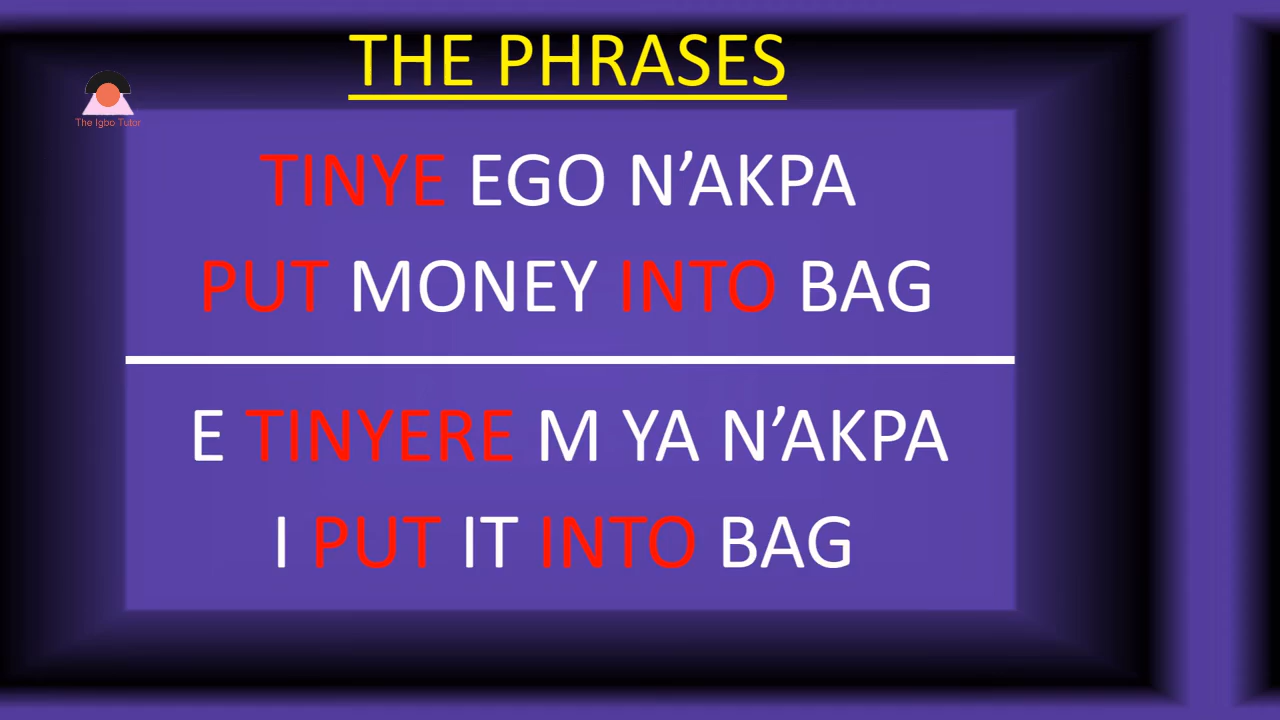 THE PHRASES
The Igbo Tutor
TINYE EGO N’AKPA
PUT MONEY INTO BAG
E TINYERE M YA N’AKPA
I PUT IT INTO BAG